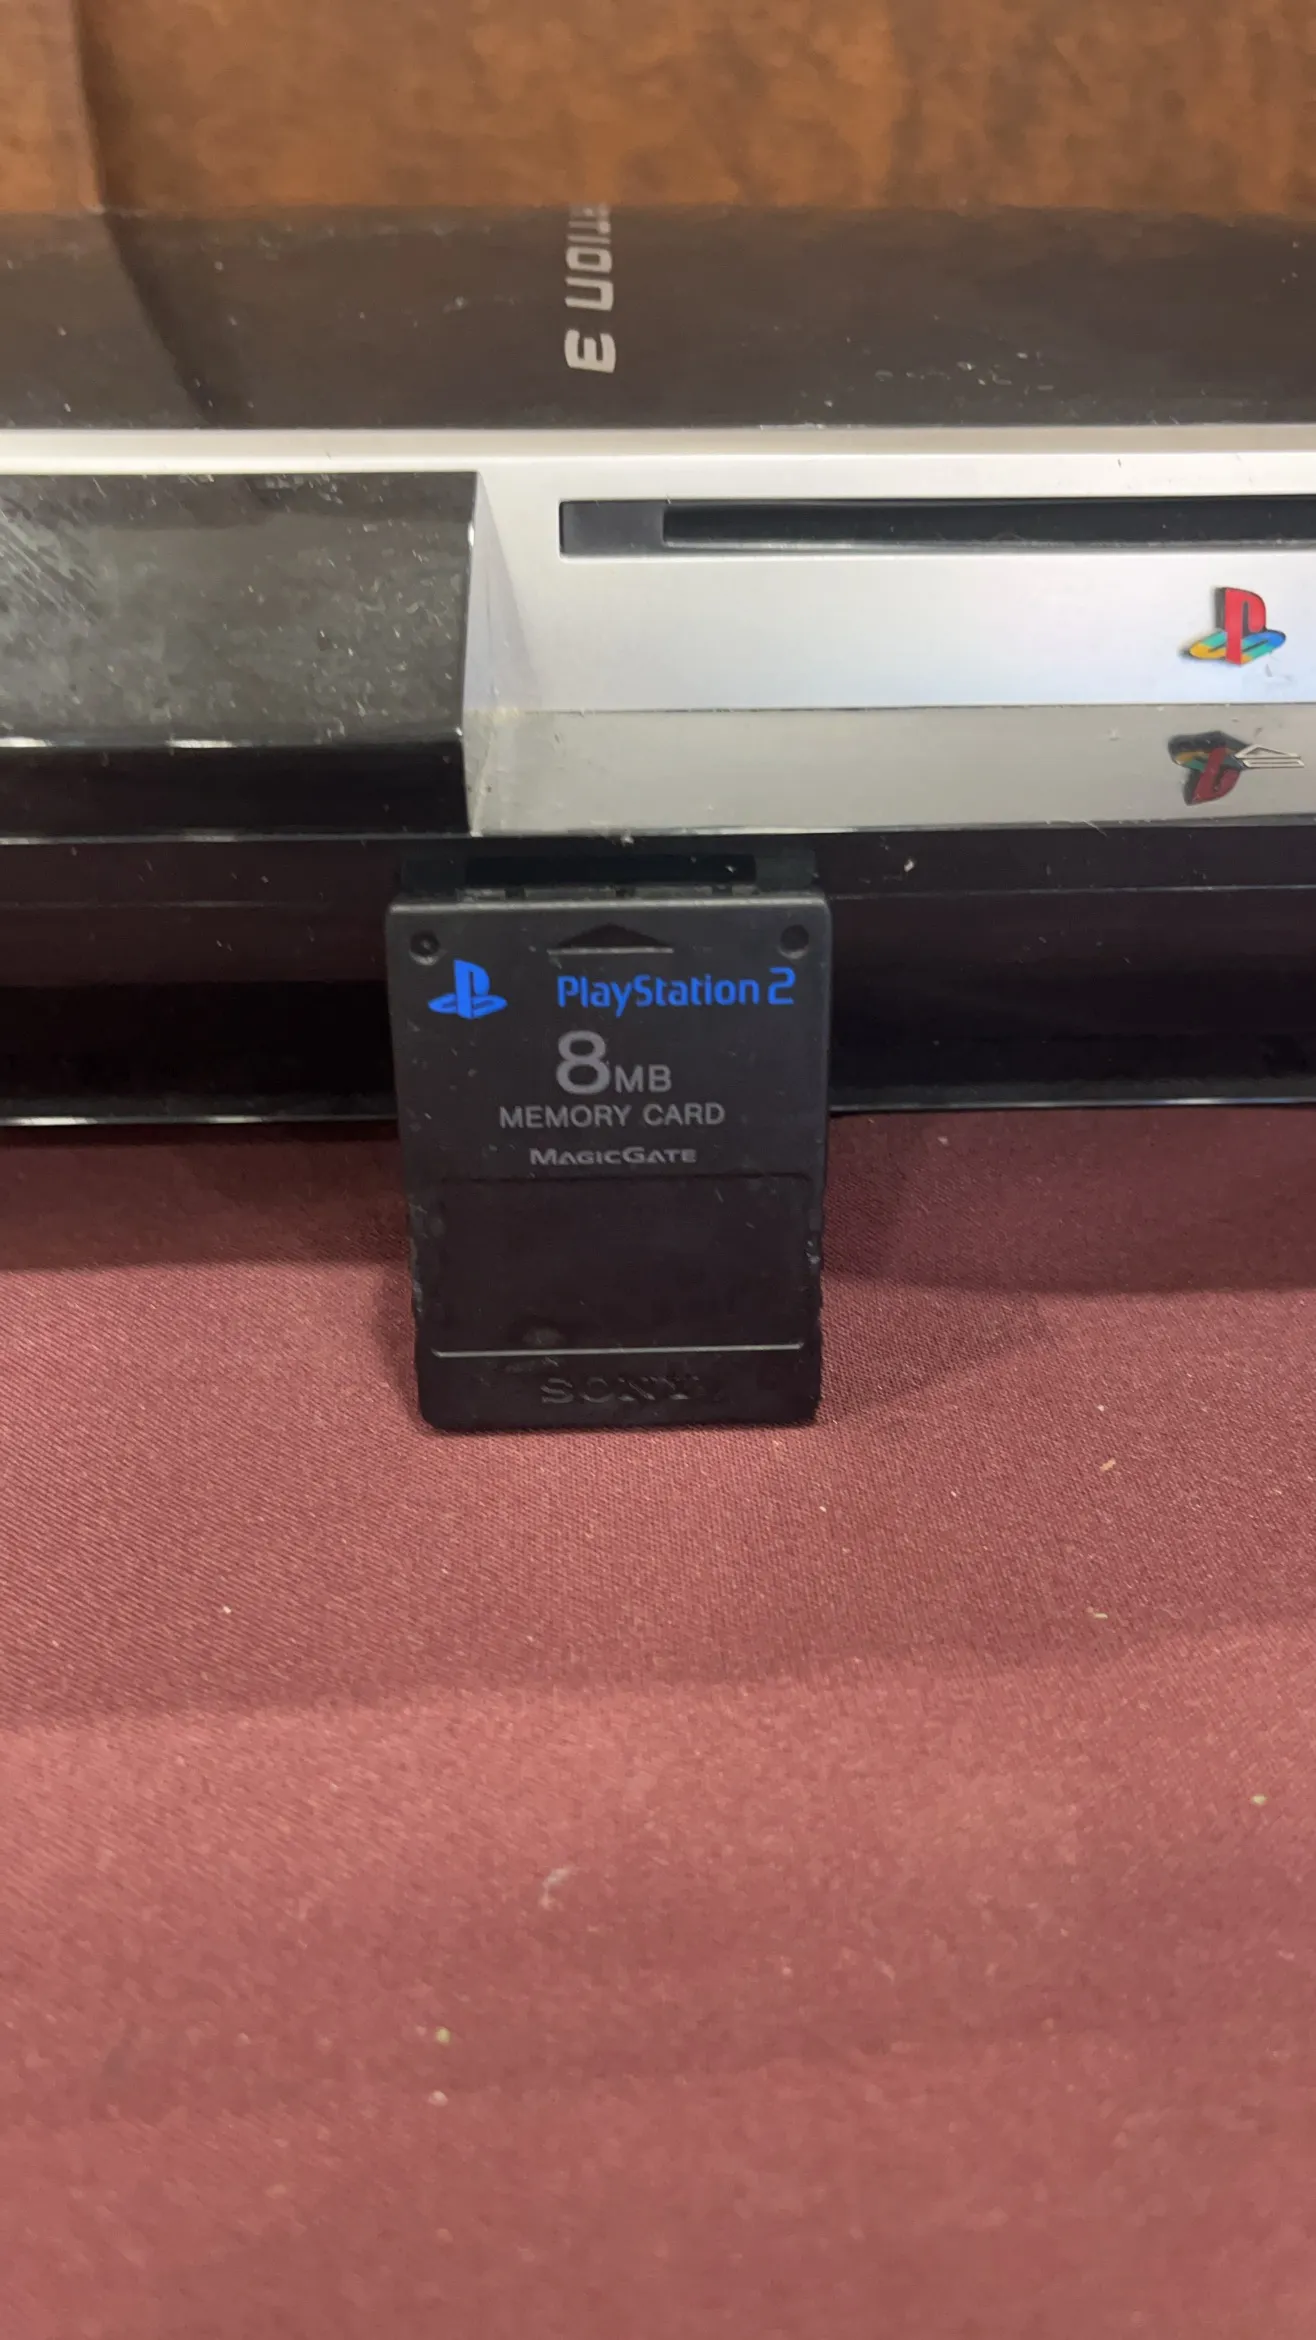 TION 3
PlayStation 2
8MB
MEMORY CARD
MAGICGATE
SONY